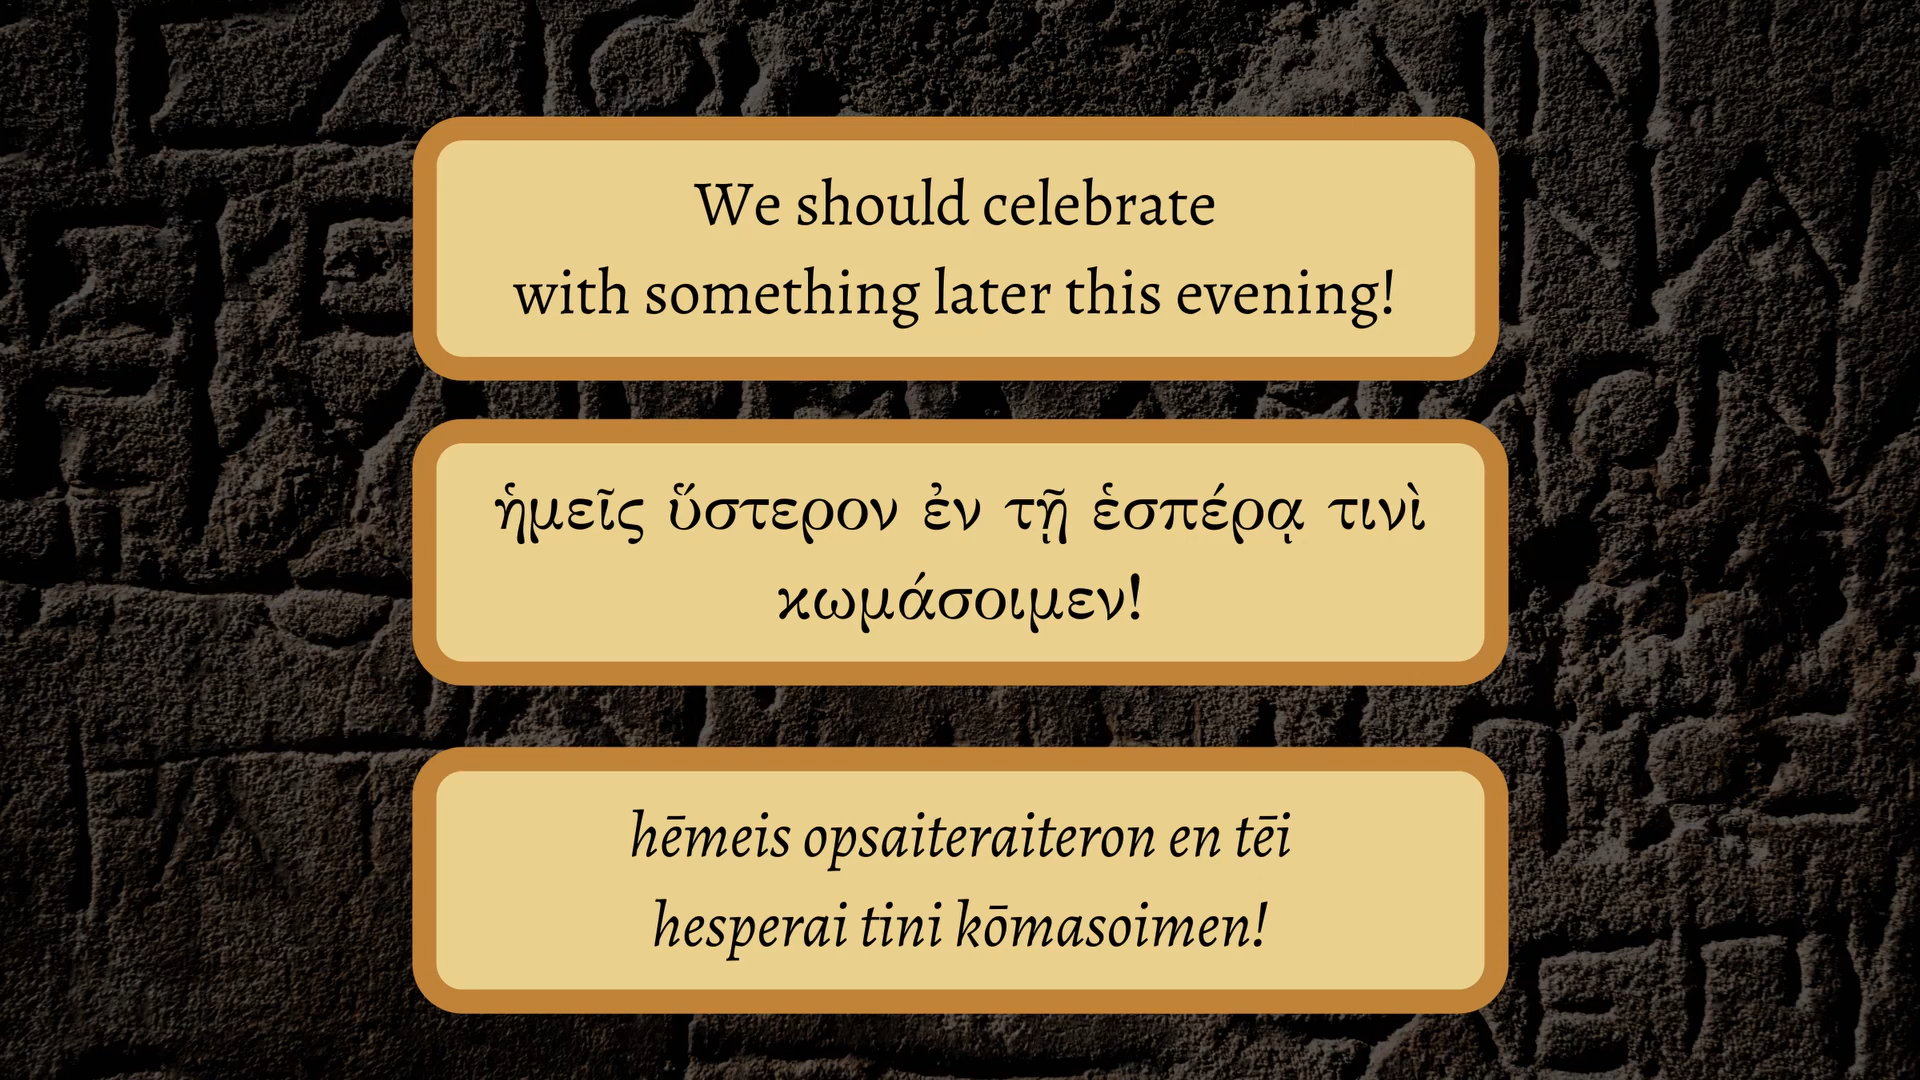 We should celebrate
with something later this evening!
ἡμεῖς ὕστερον ἐν τῇ ἑσπέρᾳ τινὶ
κωμάσοιμεν!
hēmeis opsaiteraiteron en tēi
hesperai tini kōmasoimen!